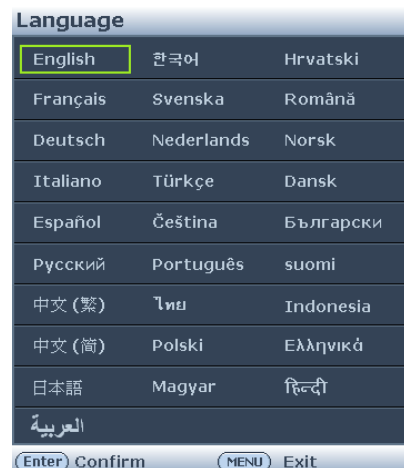 Language
English 한국어 Hrvatski
Français Svenska Română
Deutsch Nederlands Norsk
Italiano Türkçe Dansk
Español Čeština Български
Русский Português suomi
中文 (繁) ไทย Indonesia
中文 (简) Polski Ελληνικά
日本語 Magyar हिन्दी
العربية
Enter Confirm MENU Exit